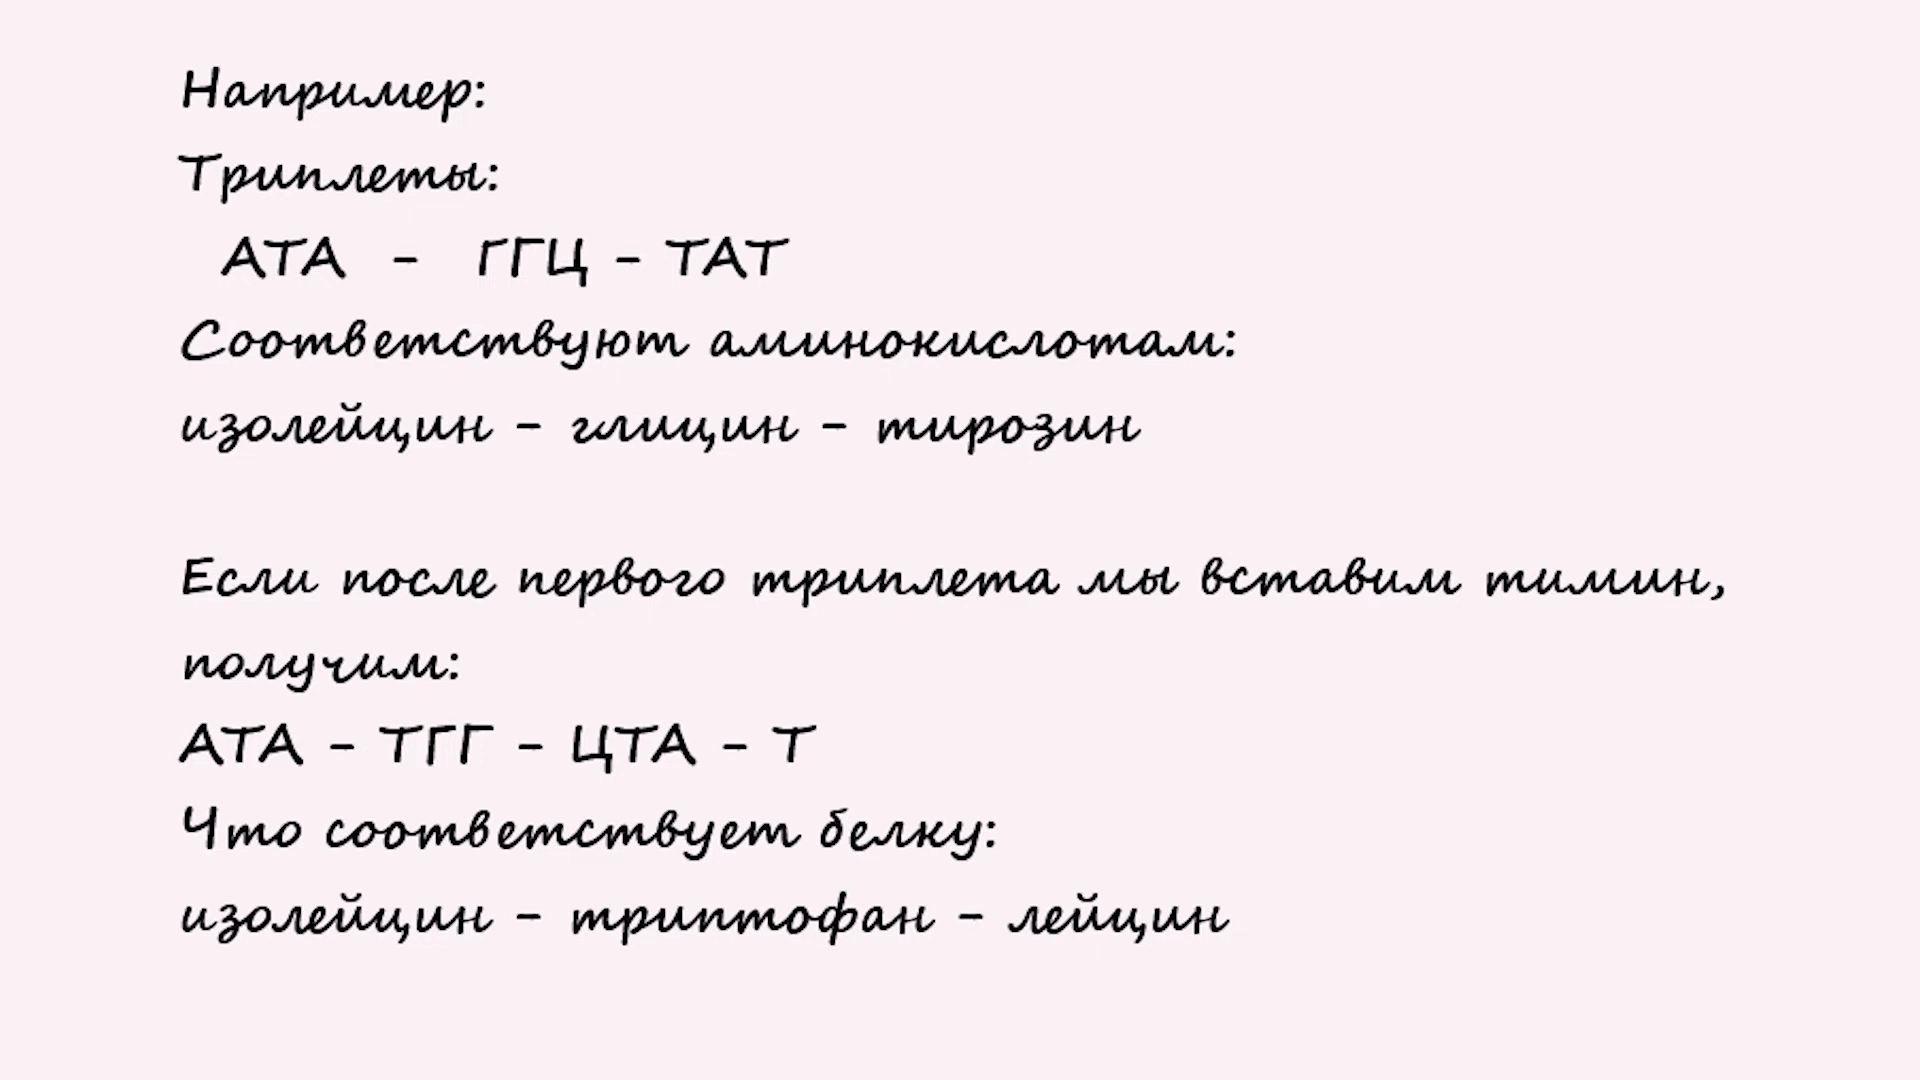 Например:
Триплеты:
АТА - ГГЦ - ТАТ
Соответствуют аминокислотам:
изолейцин - глицин - тирозин
Если после первого триплета мы вставим тимин,
получим:
АТА - ТГГ - ЦТА - Т
Что соответствует белку:
изолейцин - триптофан - лейцин